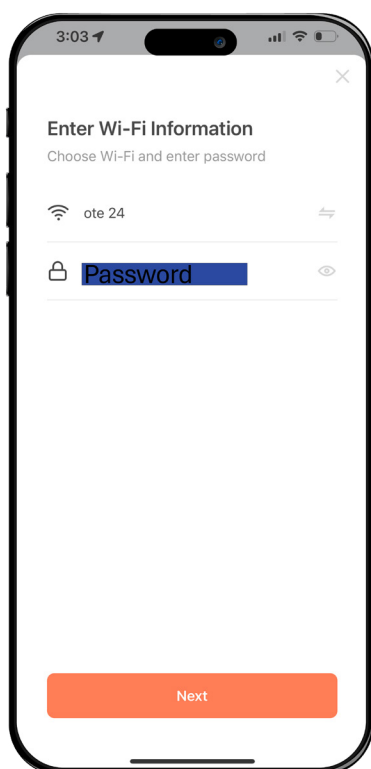 3:03
Enter Wi-Fi Information
Choose Wi-Fi and enter password
ote 24
Password
Next